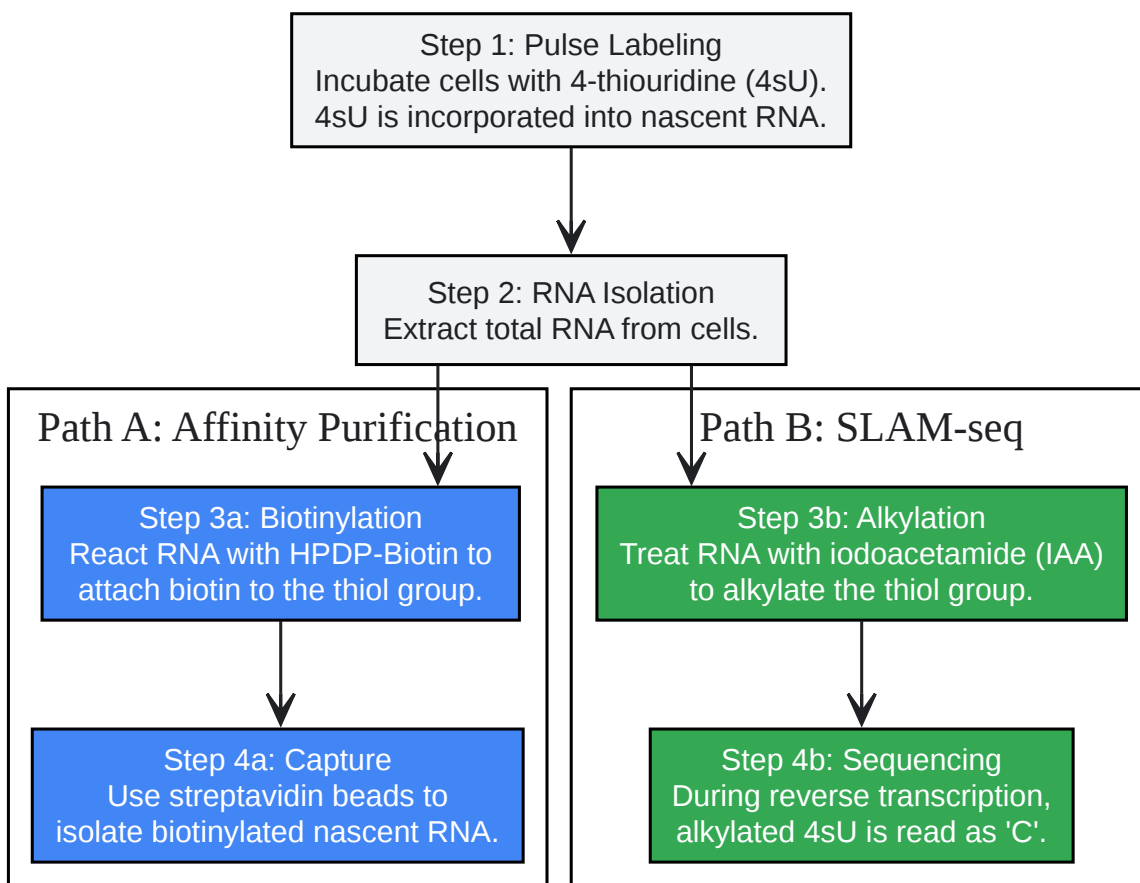 Step 1: Pulse Labeling
Incubate cells with 4-thiouridine (4sU).
4sU is incorporated into nascent RNA.
Step 2: RNA Isolation
Extract total RNA from cells.
Path A: Affinity Purification
Step 3a: Biotinylation
React RNA with HPDP-Biotin to
attach biotin to the thiol group.
Step 4a: Capture
Use streptavidin beads to
isolate biotinylated nascent RNA.
Path B: SLAM-seq
Step 3b: Alkylation
Treat RNA with iodoacetamide (IAA)
to alkylate the thiol group.
Step 4b: Sequencing
During reverse transcription,
alkylated 4sU is read as 'C'.